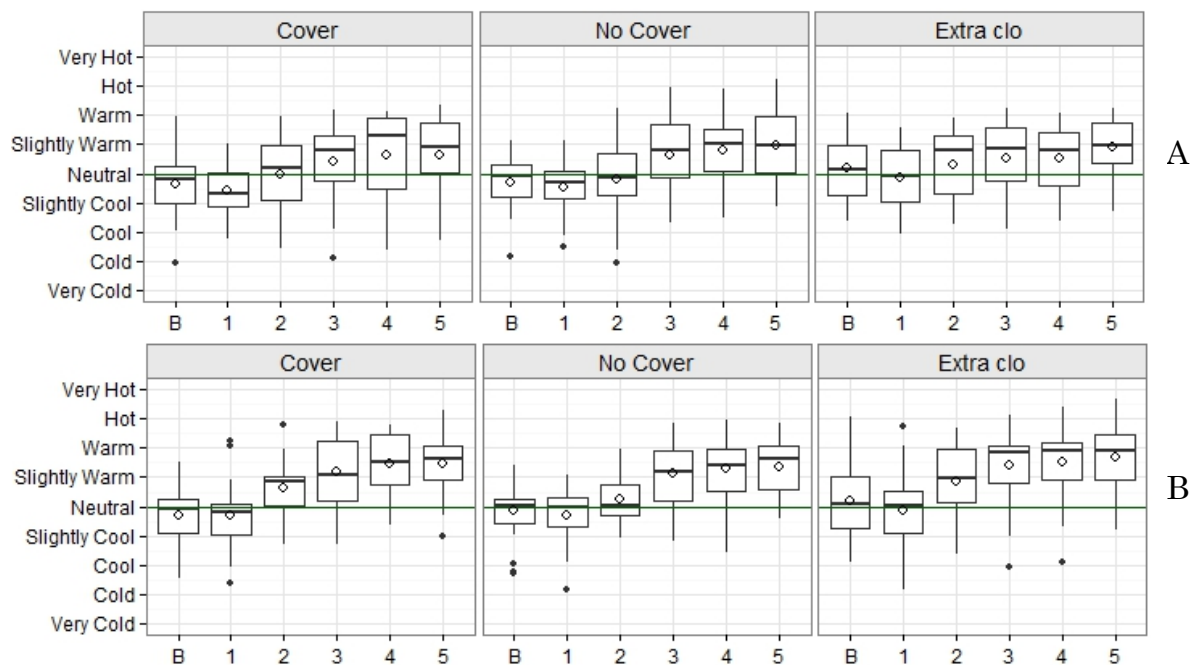 Cover No Cover Extra clo
Very Hot
Hot
Warm
Slightly Warm
Neutral
Slightly Cool
Cool
Cold
Very Cold
A
B 1 2 3 4 5 B 1 2 3 4 5 B 1 2 3 4 5
Cover No Cover Extra clo
Very Hot
Hot
Warm
Slightly Warm
Neutral
Slightly Cool
Cool
Cold
Very Cold
B
B 1 2 3 4 5 B 1 2 3 4 5 B 1 2 3 4 5